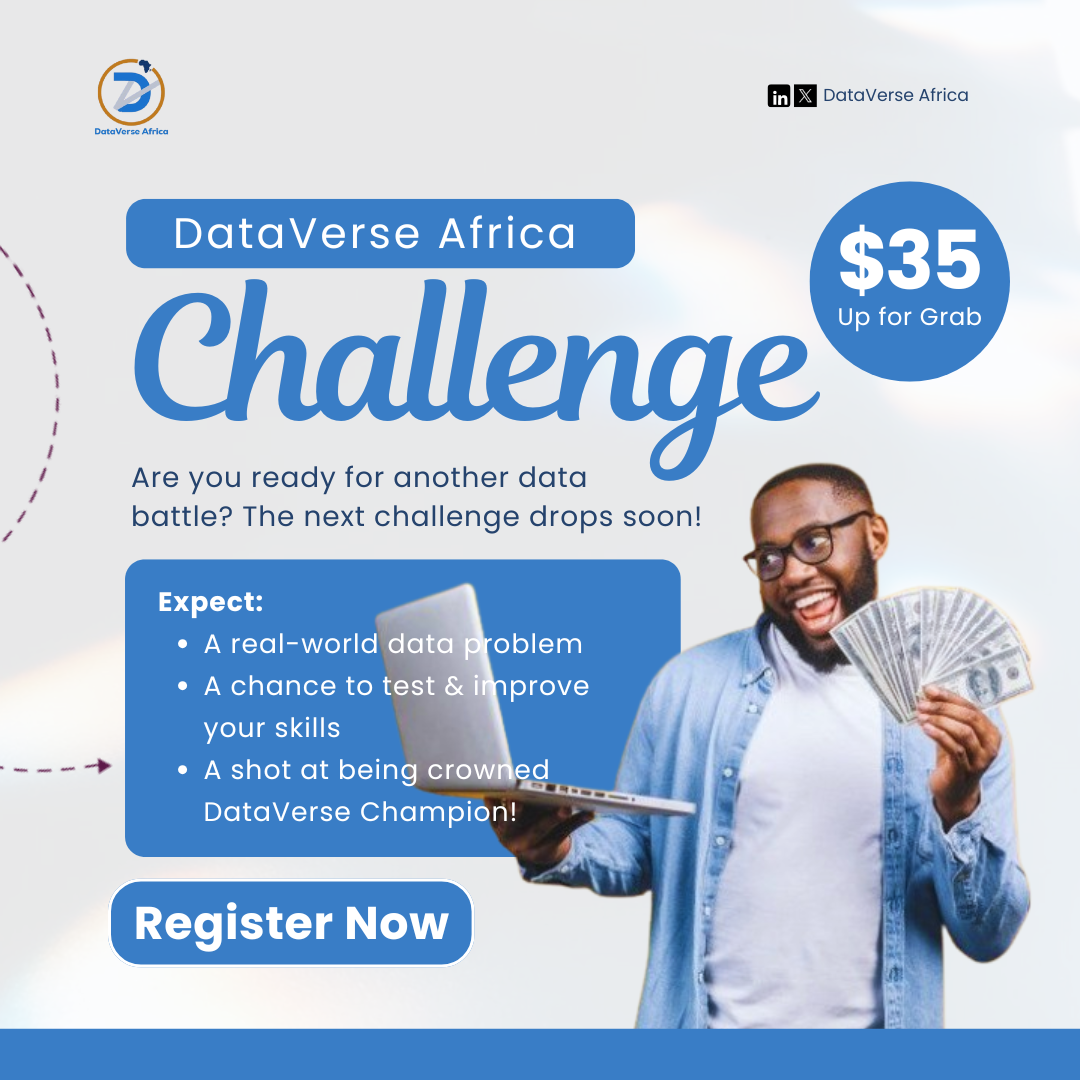 DataVerse Africa
in X DataVerse Africa
DataVerse Africa
$35
Up for Grab
Challenge
Are you ready for another data
battle? The next challenge drops soon!
Expect:
• A real-world data problem
• A chance to test & improve
your skills
• A shot at being crowned
DataVerse Champion!
Register Now